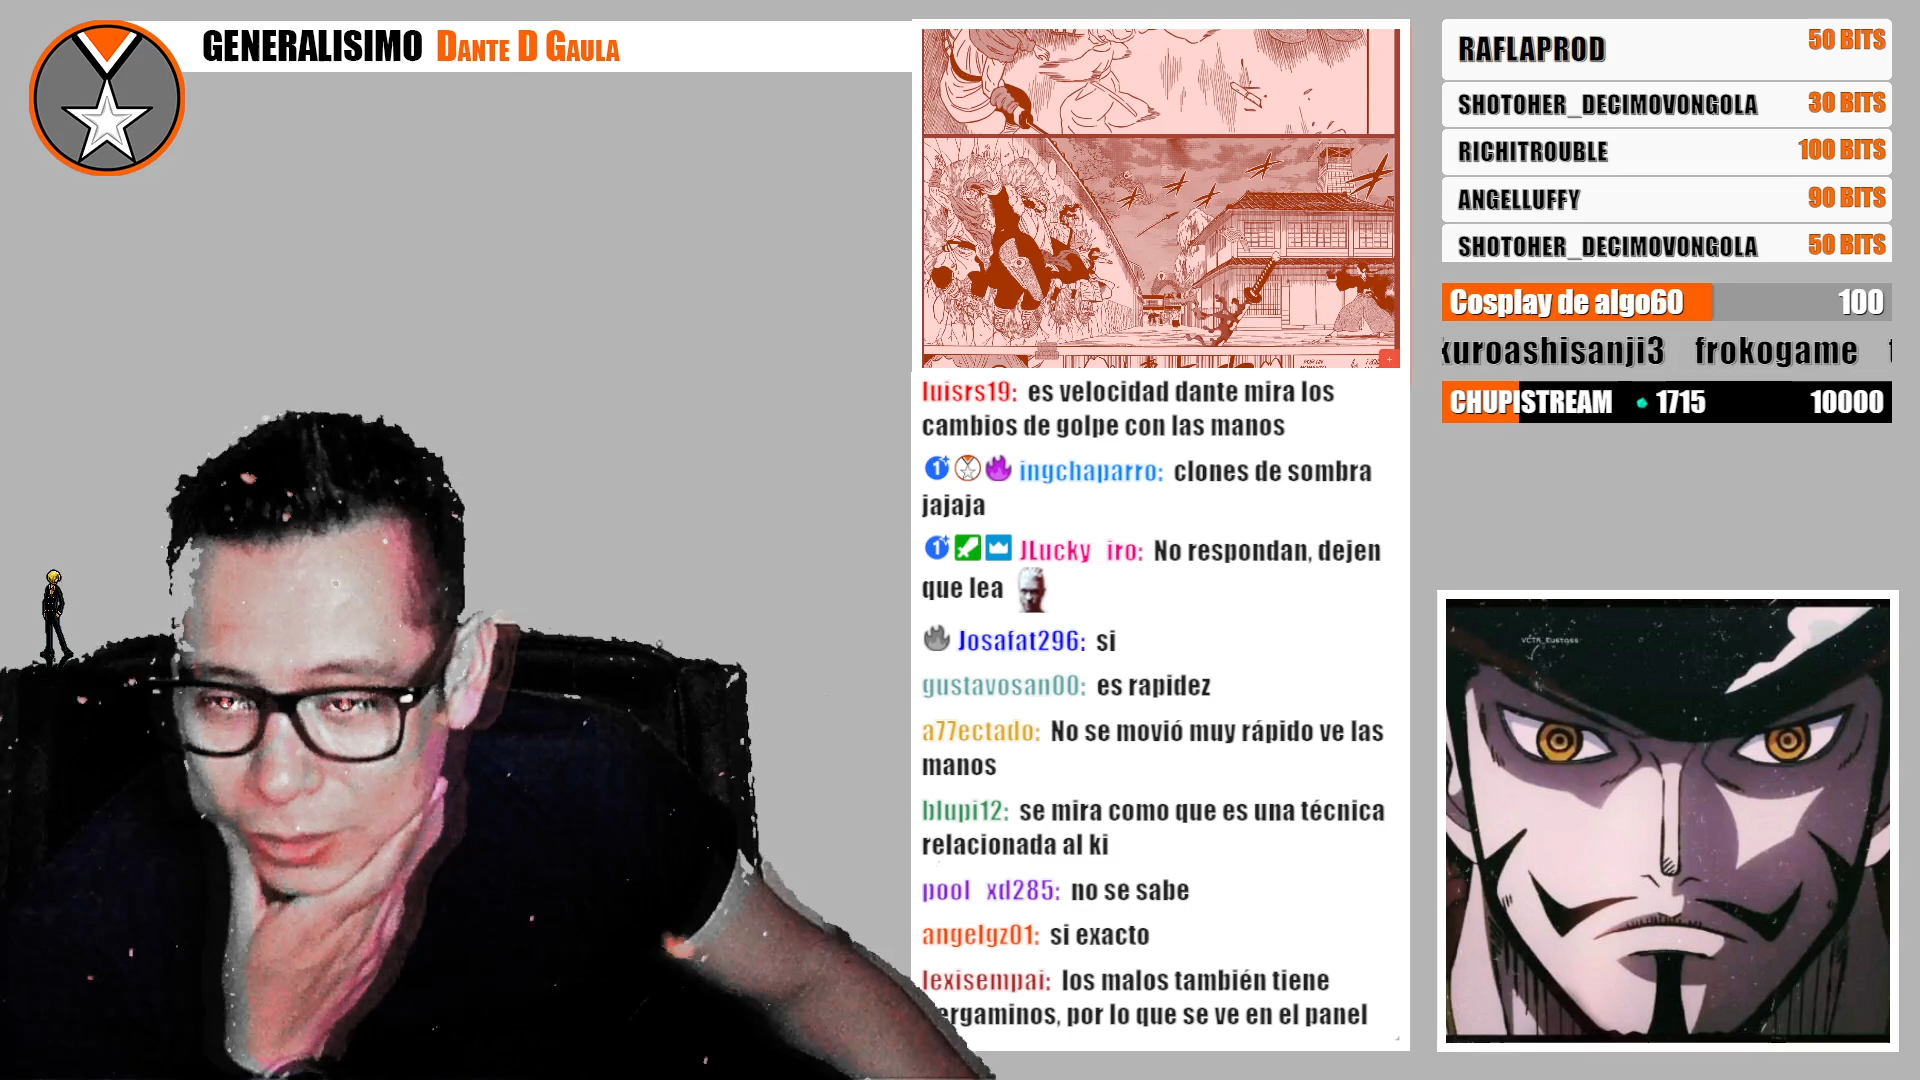 GENERALISIMO Dante D Gaula
luisrs19: es velocidad dante mira los
cambios de golpe con las manos
ingchaparro: clones de sombra
jajaja
JLucky_iro: No respondan, dejen
que lea
Josafat296: si
gustavosan00: es rapidez
a77ectado: No se movió muy rápido ve las
manos
blupi12: se mira como que es una técnica
relacionada al ki
pool_xd285: no se sabe
angelgz01: si exacto
lexisempai: los malos también tiene
ergaminos, por lo que se ve en el panel
RAFLAPROD 50 BITS
SHOTOHER_DECIMOVONGOLA 30 BITS
RICHITROUBLE 100 BITS
ANGELLUFFY 90 BITS
SHOTOHER_DECIMOVONGOLA 50 BITS
Cosplay de algo60 100
kuroashisanji3 frokogame t
CHUPISTREAM 1715 10000